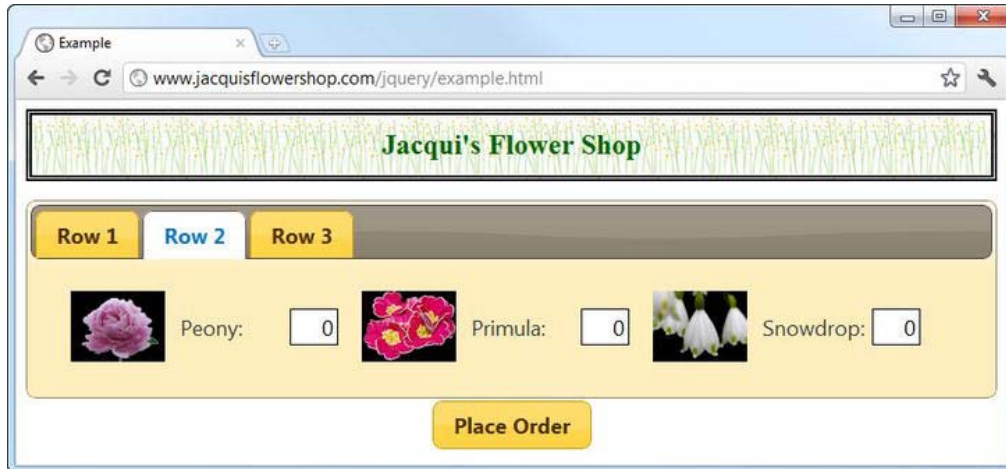 Example
www.jacquisflowershop.com/jquery/example.html
Jacqui's Flower Shop
Row 1 Row 2 Row 3
Peony: 0 Primula: 0 Snowdrop: 0
Place Order